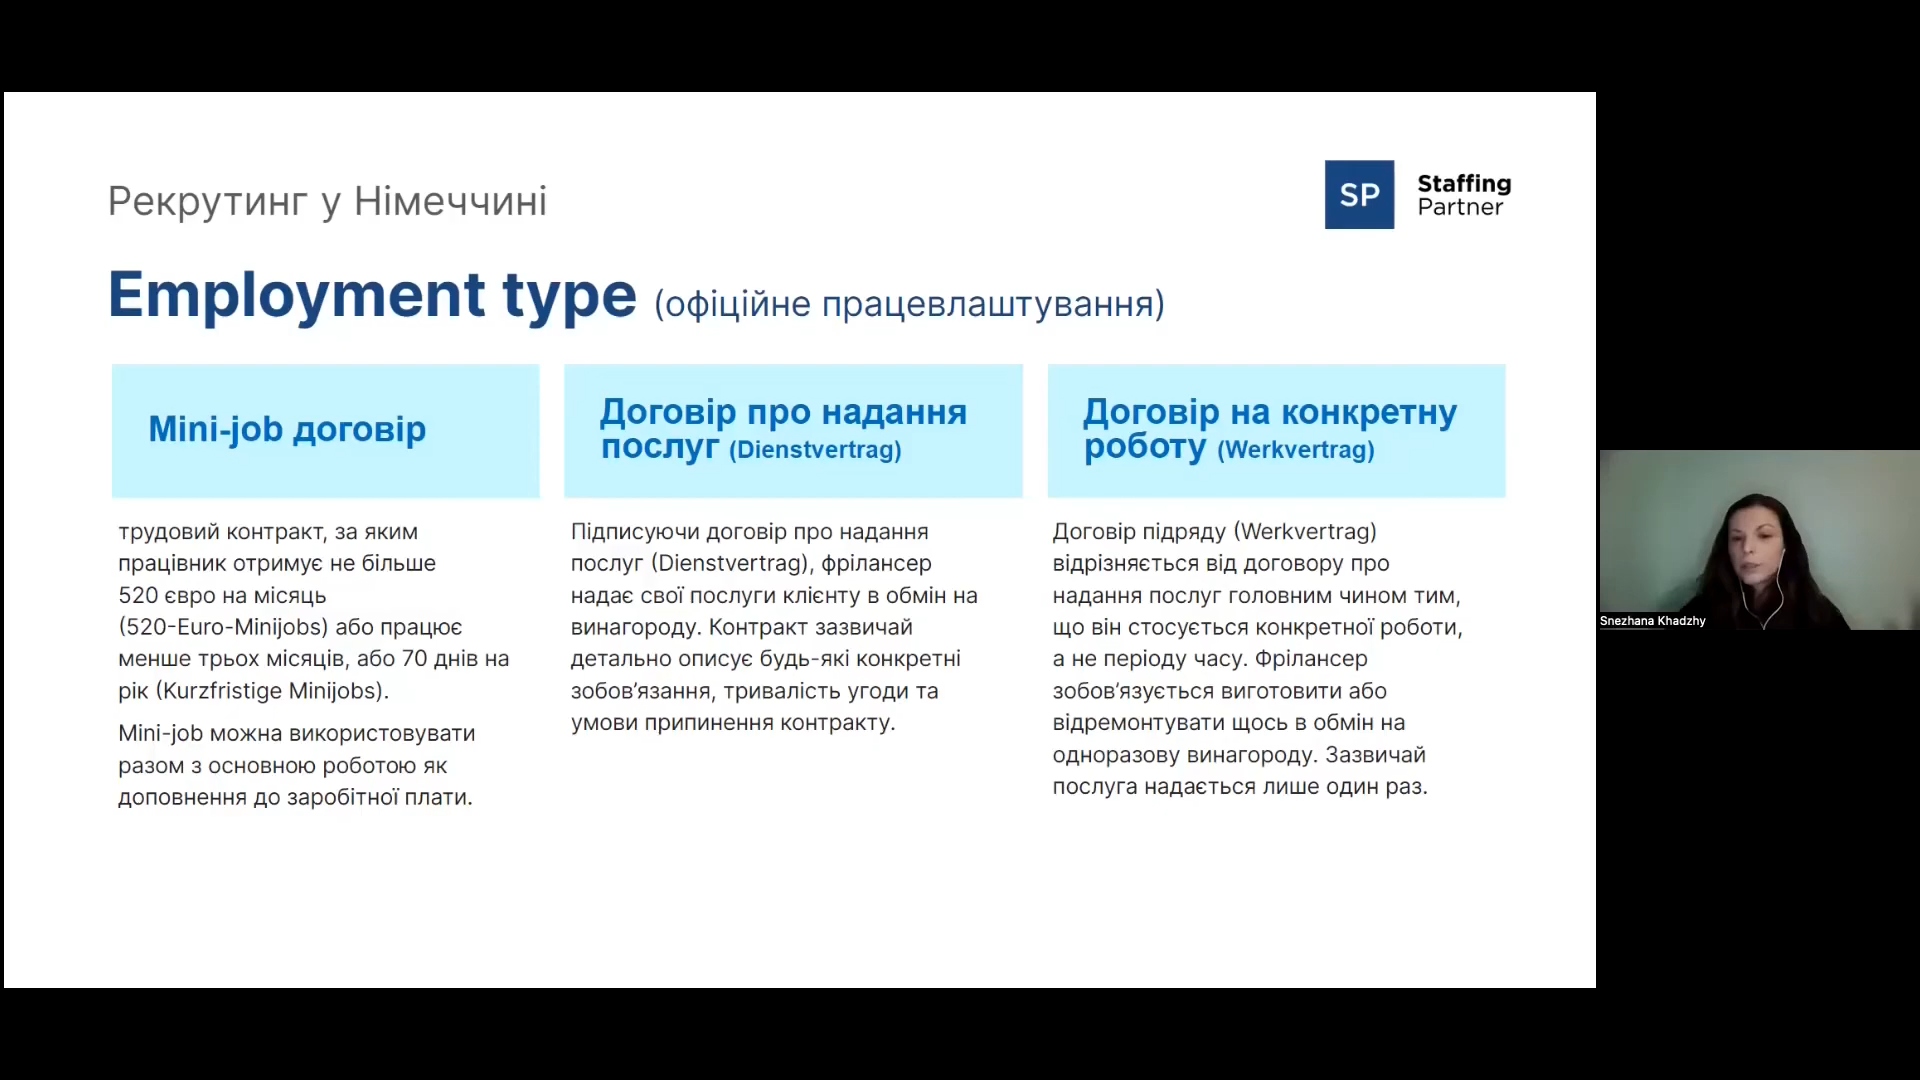 Рекрутинг у Німеччині
SP
Staffing
Partner
Employment type (офіційне працевлаштування)
Mini-job договір
трудовий контракт, за яким
працівник отримує не більше
520 євро на місяць
(520-Euro-Minijobs) або працює
менше трьох місяців, або 70 днів на
рік (Kurzfristige Minijobs).
Mini-job можна використовувати
разом з основною роботою як
доповнення до заробітної плати.
Договір про надання
послуг (Dienstvertrag)
Підписуючи договір про надання
послуг (Dienstvertrag), фрілансер
надає свої послуги клієнту в обмін на
винагороду. Контракт зазвичай
детально описує будь-які конкретні
зобов’язання, тривалість угоди та
умови припинення контракту.
Договір на конкретну
роботу (Werkvertrag)
Договір підряду (Werkvertrag)
відрізняється від договору про
надання послуг головним чином тим,
що він стосується конкретної роботи,
а не періоду часу. Фрілансер
зобов’язується виготовити або
відремонтувати щось в обмін на
одноразову винагороду. Зазвичай
послуга надається лише один раз.
Snezhana Khadzhy